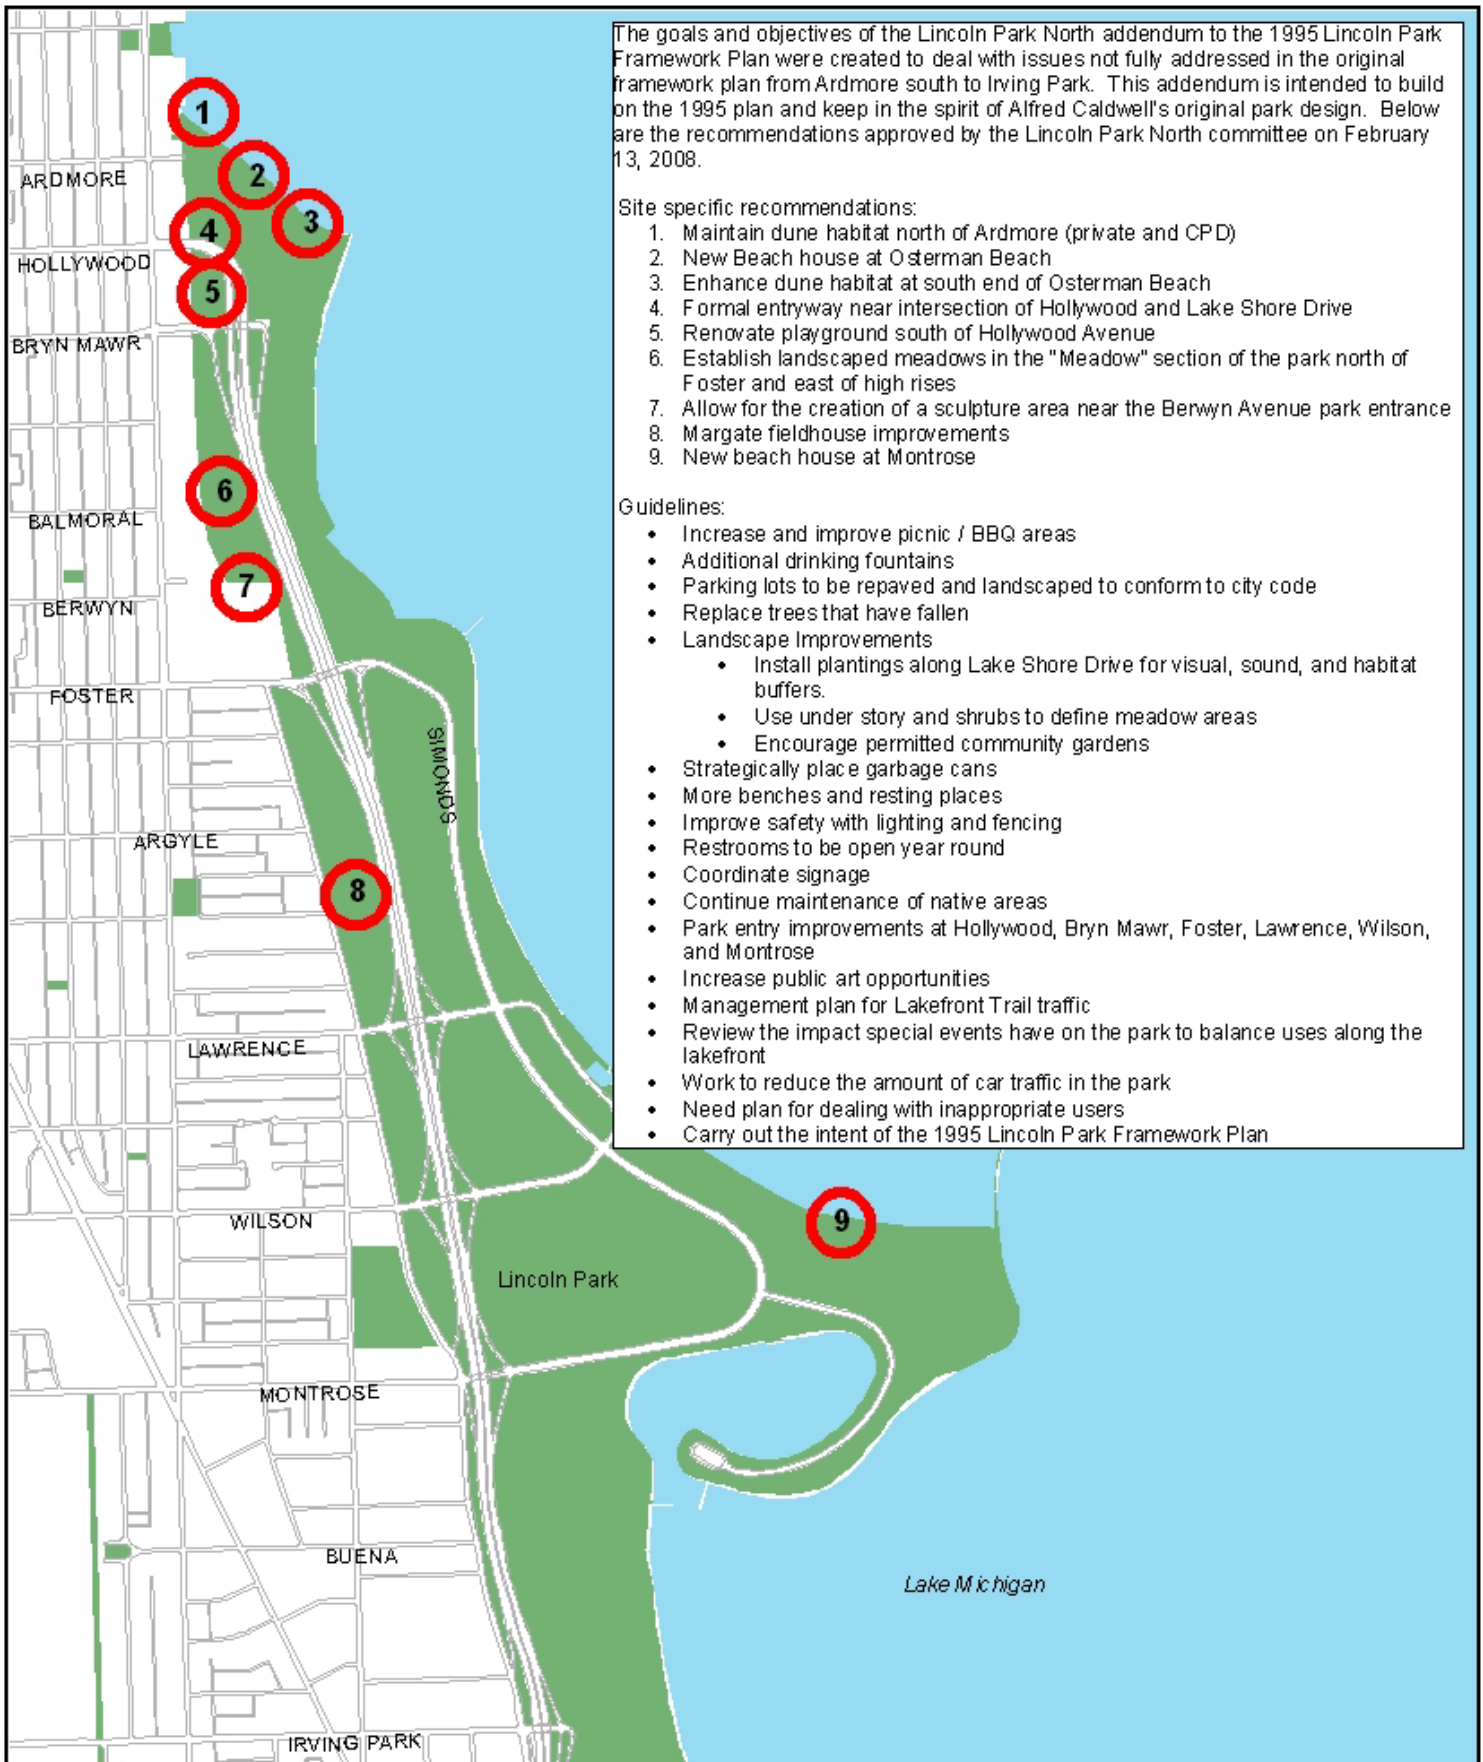 The goals and objectives of the Lincoln Park North addendum to the 1995 Lincoln Park
Framework Plan were created to deal with issues not fully addressed in the original
framework plan from Ardmore south to Irving Park.  This addendum is intended to build
on the 1995 plan and keep in the spirit of Alfred Caldwell's original park design.  Below
are the recommendations approved by the Lincoln Park North committee on February
13, 2008.
Site specific recommendations:
1. Maintain dune habitat north of Ardmore (private and CPD)
2. New Beach house at Osterman Beach
3. Enhance dune habitat at south end of Osterman Beach
4. Formal entryway near intersection of Hollywood and Lake Shore Drive
5. Renovate playground south of Hollywood Avenue
6. Establish landscaped meadows in the "Meadow" section of the park north of
Foster and east of high rises
7. Allow for the creation of a sculpture area near the Berwyn Avenue park entrance
8. Margate fieldhouse improvements
9. New beach house at Montrose
Guidelines:
• Increase and improve picnic / BBQ areas
• Additional drinking fountains
• Parking lots to be repaved and landscaped to conform to city code
• Replace trees that have fallen
• Landscape Improvements
• Install plantings along Lake Shore Drive for visual, sound, and habitat
buffers.
• Use under story and shrubs to define meadow areas
• Encourage permitted community gardens
• Strategically place garbage cans
• More benches and resting places
• Improve safety with lighting and fencing
• Restrooms to be open year round
• Coordinate signage
• Continue maintenance of native areas
• Park entry improvements at Hollywood, Bryn Mawr, Foster, Lawrence, Wilson,
and Montrose
• Increase public art opportunities
• Management plan for Lakefront Trail traffic
• Review the impact special events have on the park to balance uses along the
lakefront
• Work to reduce the amount of car traffic in the park
• Need plan for dealing with inappropriate users
• Carry out the intent of the 1995 Lincoln Park Framework Plan
1
2
ARDMORE
3
4
HOLLYWOOD
5
BRYN MAWR
6
BALMORAL
7
BERWYN
FOSTER
SIMONDS
ARGYLE
8
LAWRENCE
WILSON
9
Lincoln Park
MONTROSE
BUENA
Lake Michigan
IRVING PARK